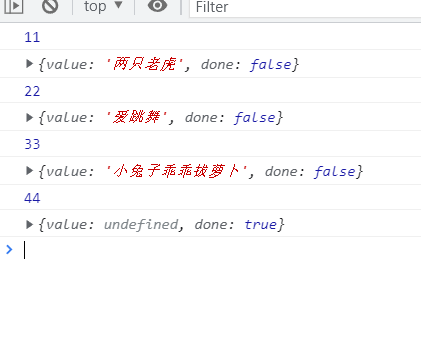 top ▼ Filter
11
▶ {value: '两只老虎', done: false}
22
▶ {value: '爱跳舞', done: false}
33
▶ {value: '小兔子乖乖拔萝卜', done: false}
44
▶ {value: undefined, done: true}
>